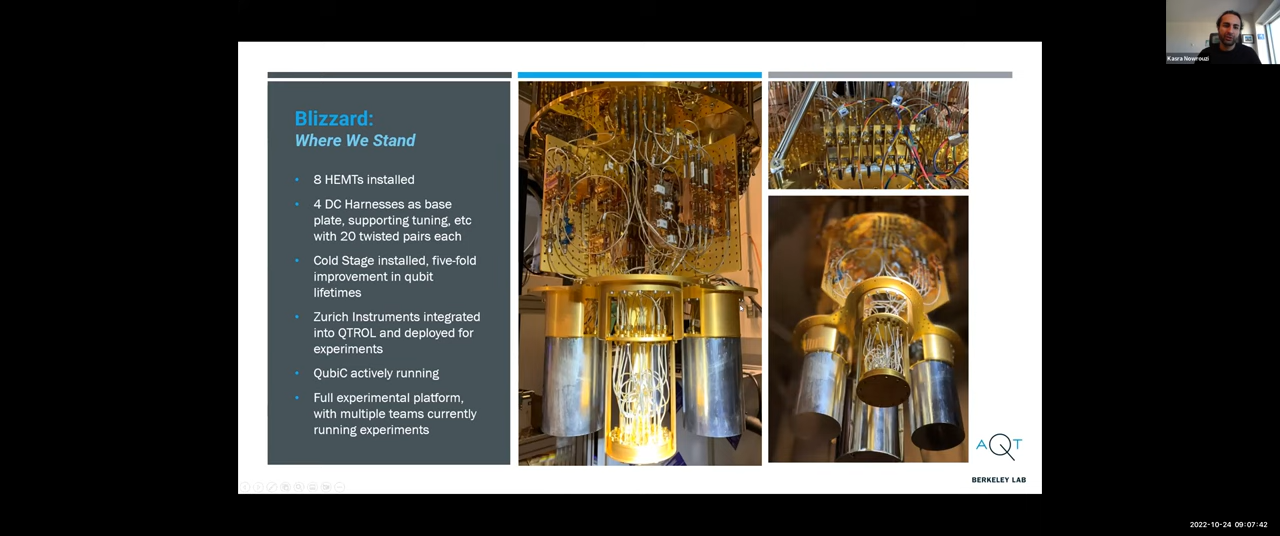 Kasra Nowrouzi
Blizzard:
Where We Stand
• 8 HEMTs installed
• 4 DC Harnesses as base
plate, supporting tuning, etc
with 20 twisted pairs each
• Cold Stage installed, five-fold
improvement in qubit
lifetimes
• Zurich Instruments integrated
into QTROL and deployed for
experiments
• QubiC actively running
• Full experimental platform,
with multiple teams currently
running experiments
AQT
BERKELEY LAB
2022-10-24 09:07:42